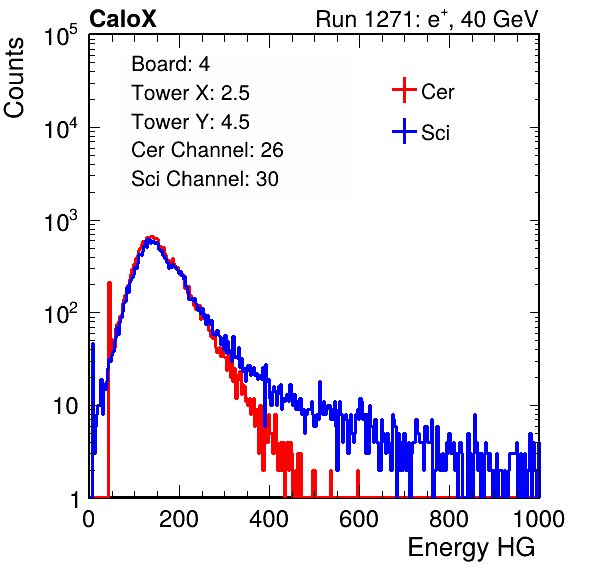 CaloX Run 1271: e⁺, 40 GeV
Counts
Board: 4
Tower X: 2.5
Tower Y: 4.5
Cer Channel: 26
Sci Channel: 30
Cer
Sci
10⁵
10⁴
10³
10²
10
1
0 200 400 600 800 1000
Energy HG